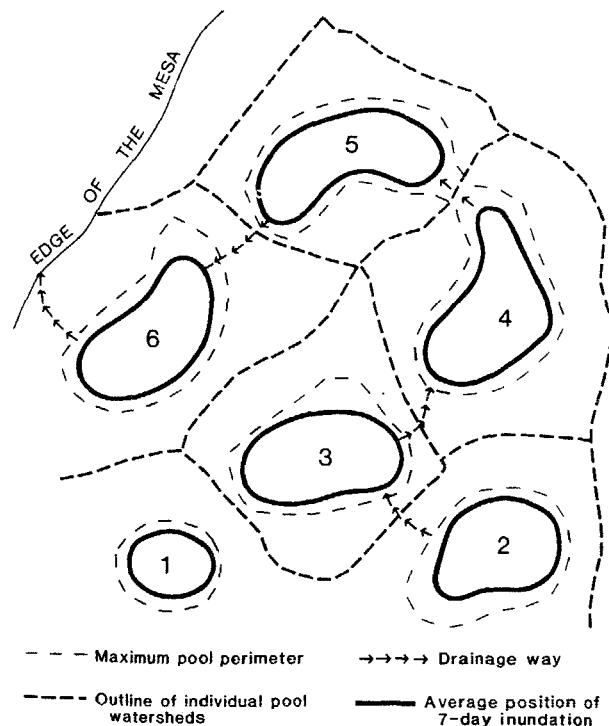 EDGE OF THE MESA
5
4
6
3
2
1
Maximum pool perimeter
Drainage way
Outline of individual pool
watersheds
Average position of
7-day inundation